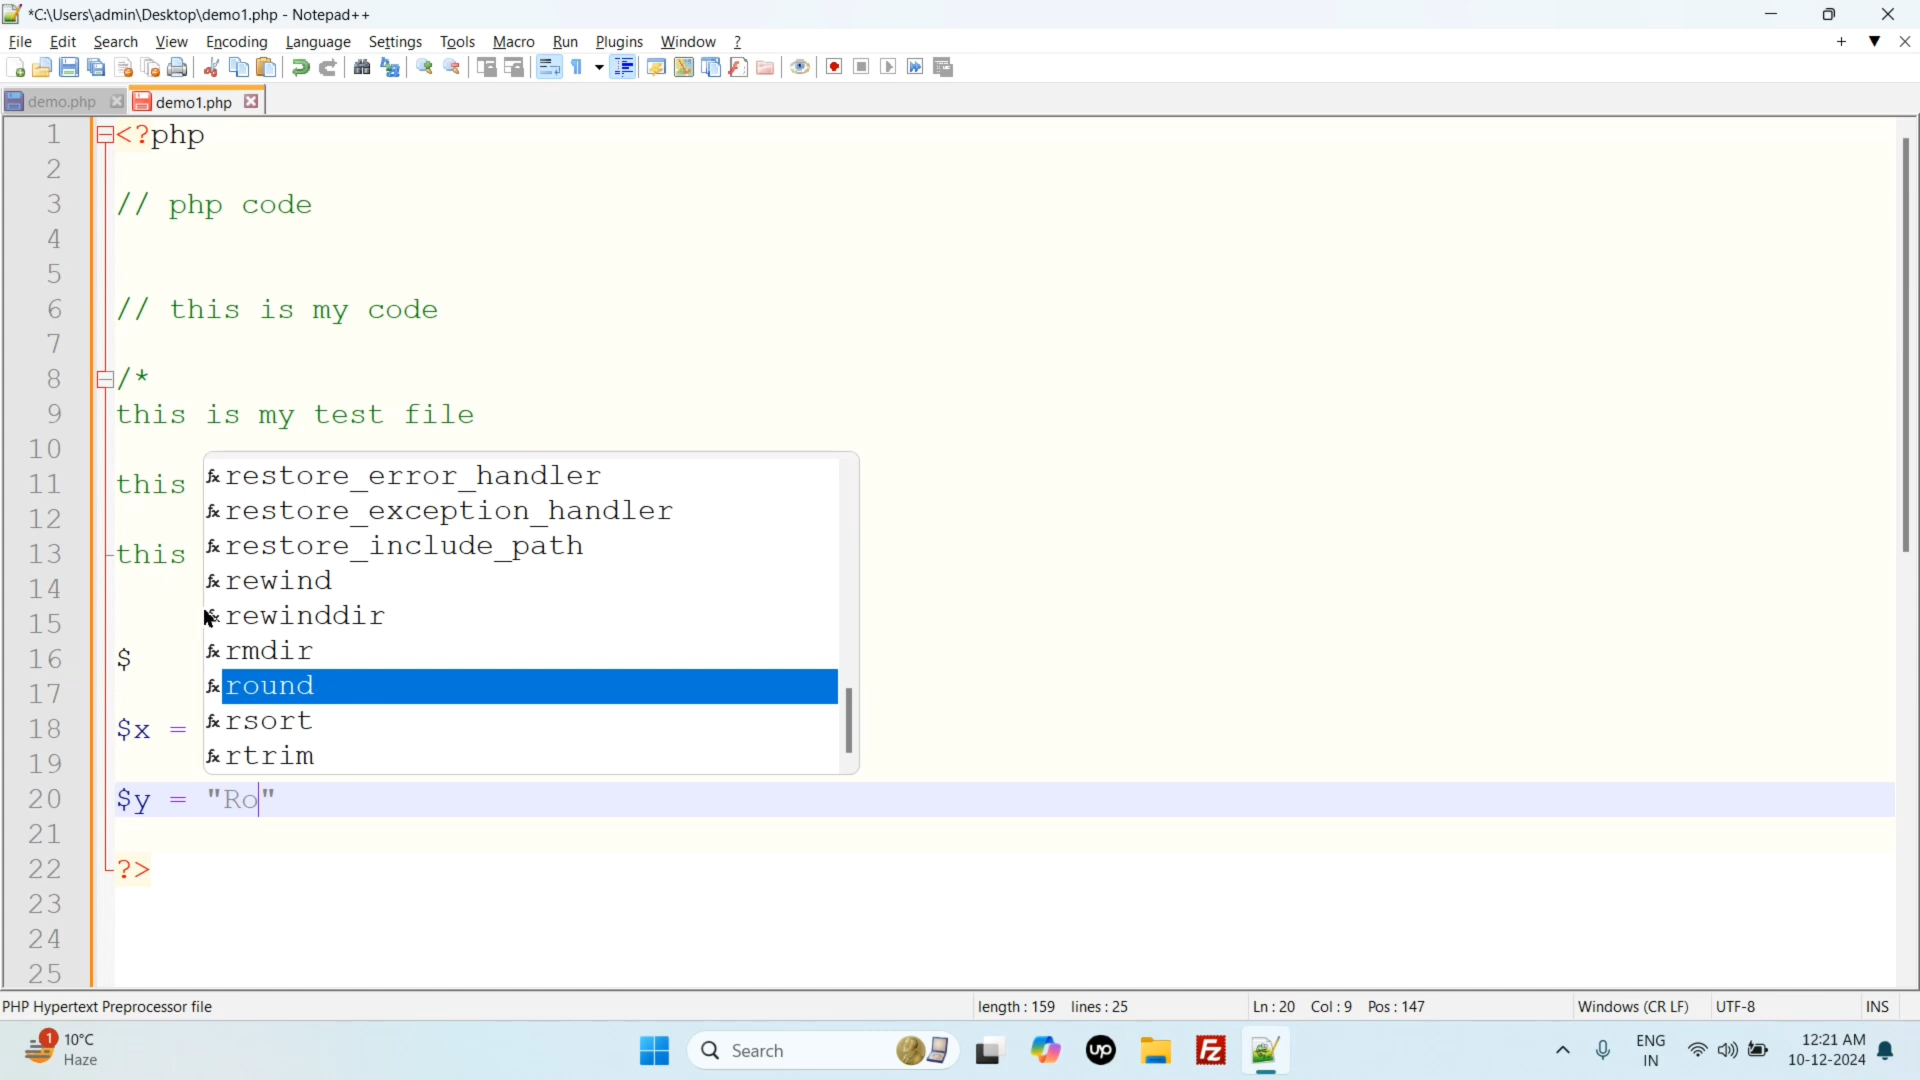 *C:\Users\admin\Desktop\demo1.php - Notepad++
File Edit Search View Encoding Language Settings Tools Macro Run Plugins Window ?
demo.php demo1.php
1 <?php
2
3 // php code
4
5
6 // this is my code
7
8 /*
9 this is my test file
10
11 this
12
13 this
14
15
16 $
17
18 $x =
19
20 $y = "Ro"
21
22 ?>
23
24
25
restore_error_handler
restore_exception_handler
restore_include_path
rewind
rewinddir
rmdir
round
rsort
rtrim
PHP Hypertext Preprocessor file length : 159 lines : 25 Ln : 20 Col : 9 Pos : 147 Windows (CR LF) UTF-8 INS
1 10°C
Haze
Search
up
Fz
ENG
IN
12:21 AM
10-12-2024